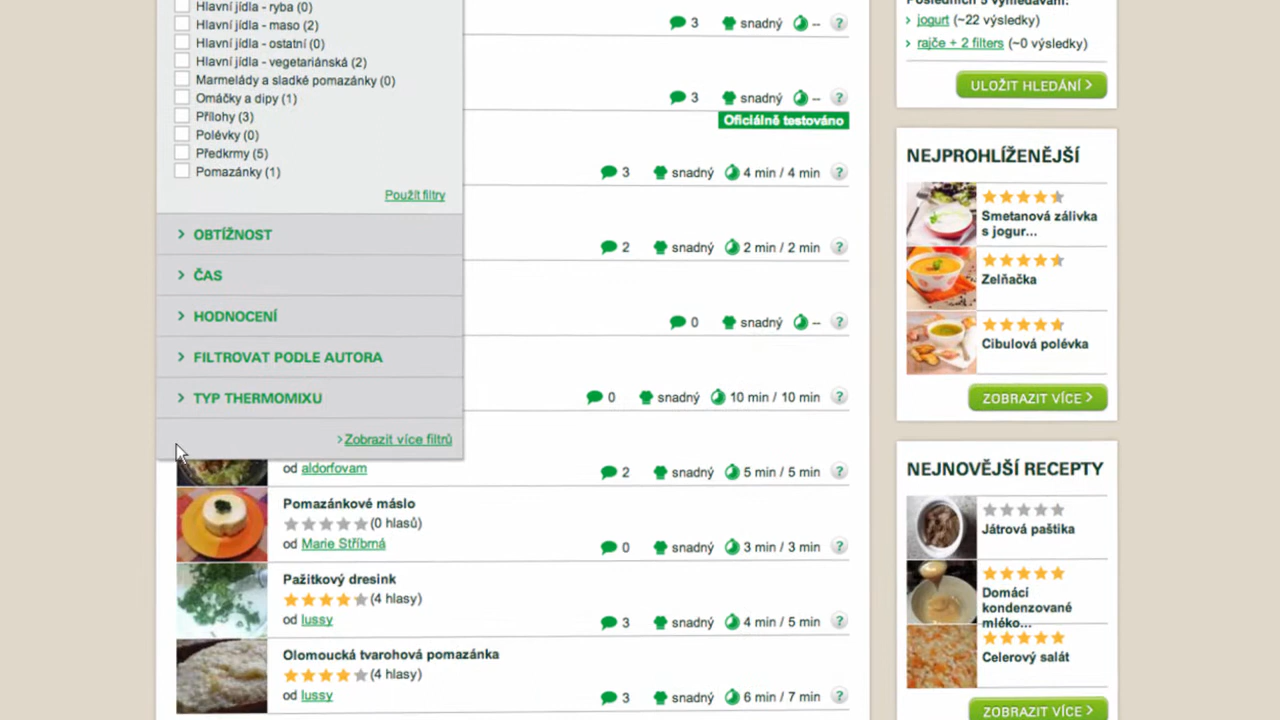 Hlavní jídla - ryba (0)
Hlavní jídla - maso (2)
Hlavní jídla - ostatní (0)
Hlavní jídla - vegetariánská (2)
Marmelády a sladké pomazánky (0)
Omáčky a dipy (1)
Přílohy (3)
Polévky (0)
Předkrmy (5)
Pomazánky (1)
Použít filtry
> OBTÍŽNOST
> ČAS
> HODNOCENÍ
> FILTROVAT PODLE AUTORA
> TYP THERMOMIXU
> Zobrazit více filtrů
3 snadný -- ?
3 snadný -- ?
Oficiálně testováno
3 snadný 4 min / 4 min ?
2 snadný 2 min / 2 min ?
0 snadný -- ?
0 snadný 10 min / 10 min ?
od aldorfovam
2 snadný 5 min / 5 min ?
Pomazánkové máslo
(0 hlasů)
od Marie Stříbrná
0 snadný 3 min / 3 min ?
Pažitkový dresink
(4 hlasy)
od lussy
3 snadný 4 min / 5 min ?
Olomoucká tvarohová pomazánka
(4 hlasy)
od lussy
3 snadný 6 min / 7 min ?
Posledních 5 vyhledávání:
> jogurt (~22 výsledky)
> rajče + 2 filters (~0 výsledky)
ULOŽIT HLEDÁNÍ >
NEJPROHLÍŽENĚJŠÍ
Smetanová zálivka
s jogur...
Zelňačka
Cibulová polévka
ZOBRAZIT VÍCE >
NEJNOVĚJŠÍ RECEPTY
Játrová paštika
Domácí
kondenzované
mléko...
Celerový salát
ZOBRAZIT VÍCE >